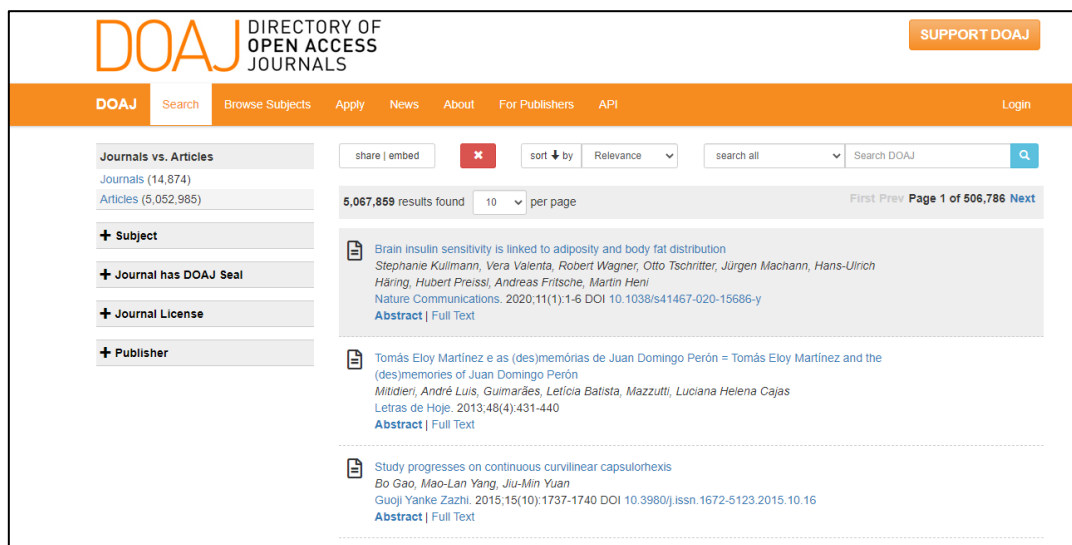 DOAJ DIRECTORY OF
OPEN ACCESS
JOURNALS
SUPPORT DOAJ
DOAJ Search Browse Subjects Apply News About For Publishers API Login
Journals vs. Articles
Journals (14,874)
Articles (5,052,985)
+ Subject
+ Journal has DOAJ Seal
+ Journal License
+ Publisher
share | embed
sort by Relevance
search all
Search DOAJ
5,067,859 results found 10 per page
First Prev Page 1 of 506,786 Next
Brain insulin sensitivity is linked to adiposity and body fat distribution
Stephanie Kullmann, Vera Valenta, Robert Wagner, Otto Tschritter, Jürgen Machann, Hans-Ulrich
Häring, Hubert Preissl, Andreas Fritsche, Martin Heni
Nature Communications. 2020;11(1):1-6 DOI 10.1038/s41467-020-15686-y
Abstract | Full Text
Tomás Eloy Martínez e as (des)memórias de Juan Domingo Perón = Tomás Eloy Martínez and the
(des)memories of Juan Domingo Perón
Mitidieri, André Luis, Guimarães, Letícia Batista, Mazzutti, Luciana Helena Cajas
Letras de Hoje. 2013;48(4):431-440
Abstract | Full Text
Study progresses on continuous curvilinear capsulorhexis
Bo Gao, Mao-Lan Yang, Jiu-Min Yuan
Guoji Yanke Zazhi. 2015;15(10):1737-1740 DOI 10.3980/j.issn.1672-5123.2015.10.16
Abstract | Full Text